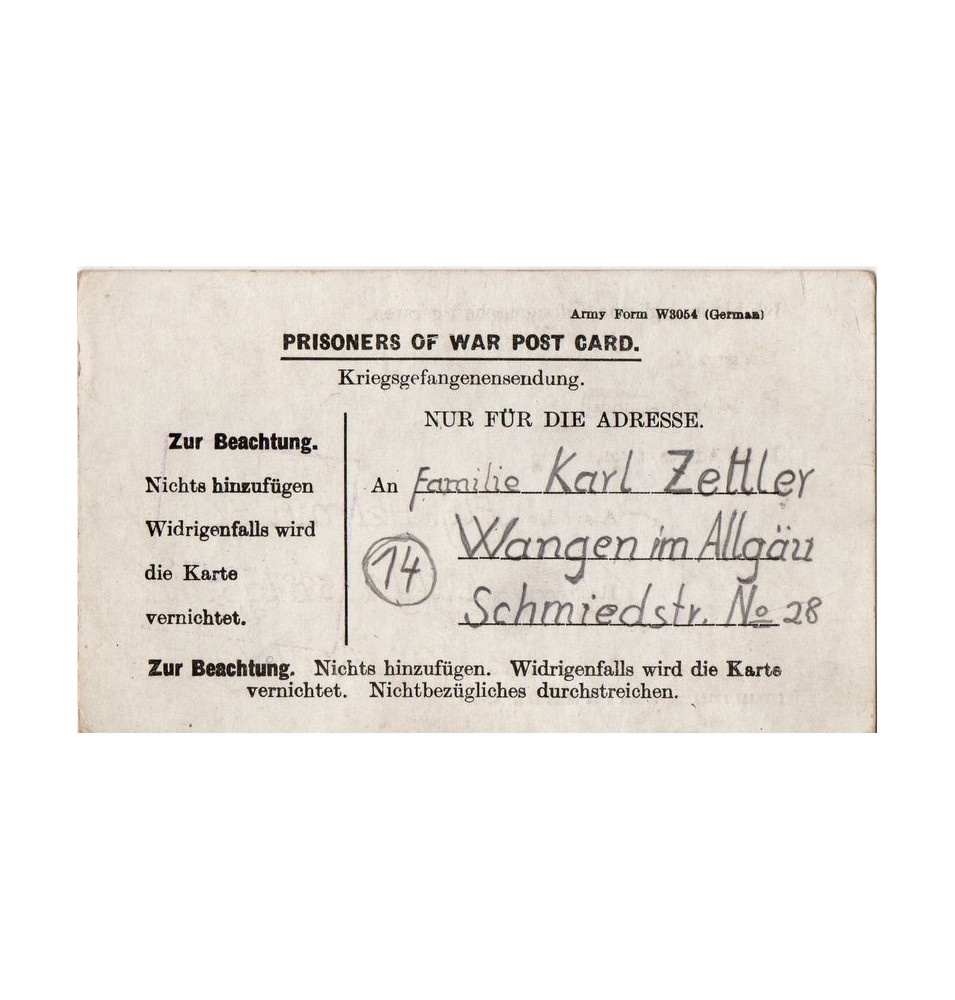 Army Form W3054 (German)
PRISONERS OF WAR POST CARD.
Kriegsgefangenensendung.
NUR FÜR DIE ADRESSE.
Zur Beachtung.
Nichts hinzufügen
Widrigenfalls wird
die Karte
vernichtet.
An Familie Karl Zettler
Wangen im Allgäu
14
Schmiedstr. No 28
Zur Beachtung. Nichts hinzufügen. Widrigenfalls wird die Karte
vernichtet. Nichtbezügliches durchstreichen.